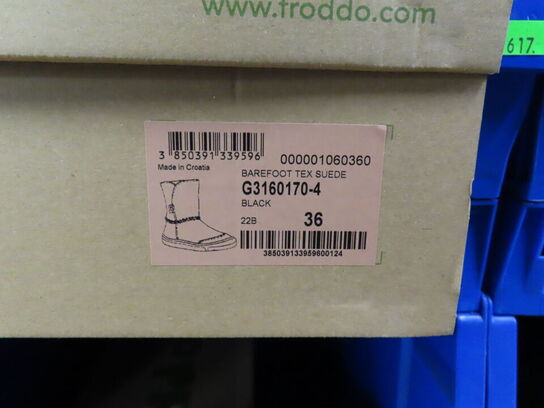 www.froddo.com
617.
3 850391 339596
Made in Croatia
000001060360
BAREFOOT TEX SUEDE
G3160170-4
BLACK
22B
36
385039133959600124